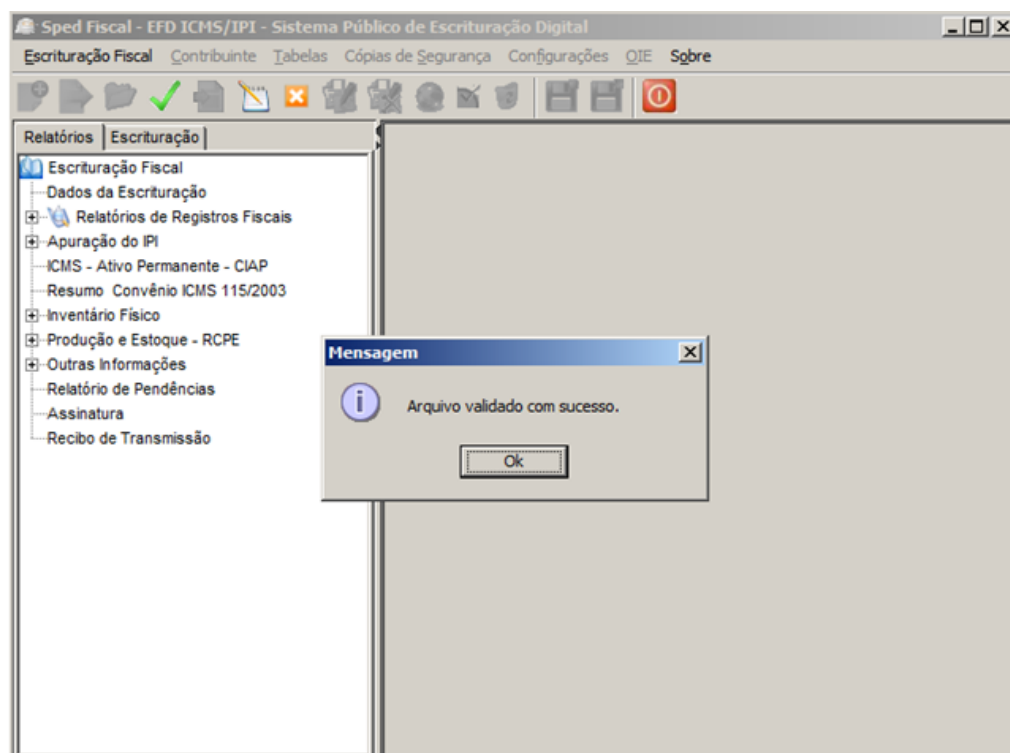 Sped Fiscal - EFD ICMS/IPI - Sistema Público de Escrituração Digital
Escrituração Fiscal Contribuinte Tabelas Cópias de Segurança Configurações OIE Sobre
Relatórios Escrituração
Escrituração Fiscal
Dados da Escrituração
Relatórios de Registros Fiscais
Apuração do IPI
ICMS - Ativo Permanente - CIAP
Resumo Convênio ICMS 115/2003
Inventário Físico
Produção e Estoque - RCPE
Outras Informações
Relatório de Pendências
Assinatura
Recibo de Transmissão
Mensagem
Arquivo validado com sucesso.
Ok